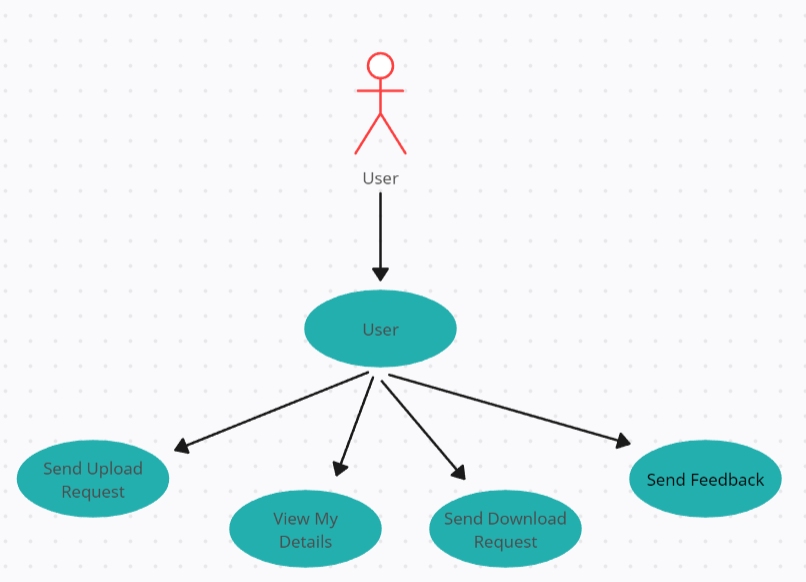 User
User
Send Upload
Request
View My
Details
Send Download
Request
Send Feedback